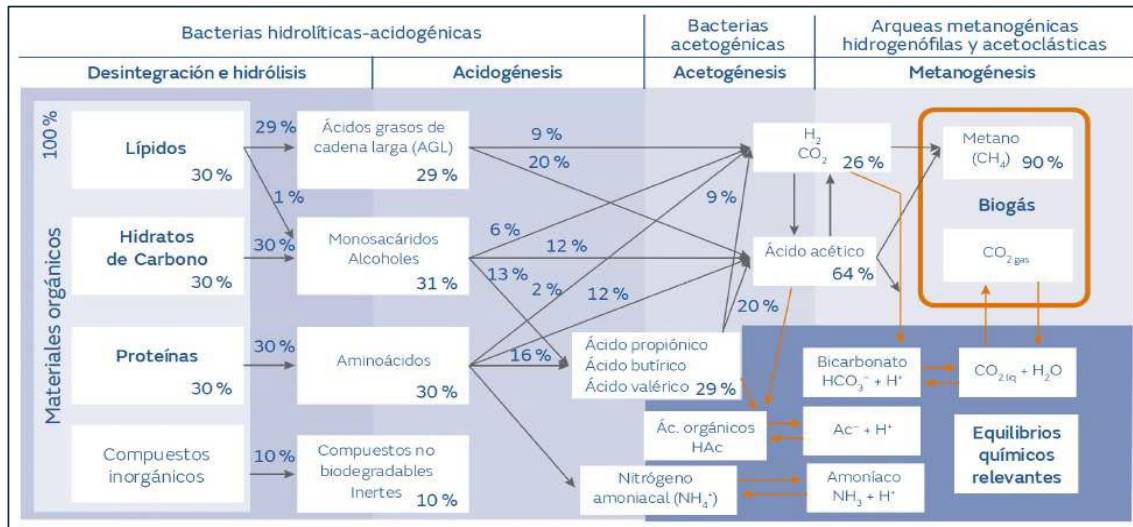 Bacterias hidrolíticas-acidogénicas
Bacterias
acetogénicas
Arqueas metanogénicas
hidrogenófilas y acetoclásticas
Desintegración e hidrólisis
Acidogénesis
Acetogénesis
Metanogénesis
Materiales orgánicos
100%
Lípidos
30 %
29 %
1 %
Ácidos grasos de
cadena larga (AGL)
29 %
9 %
20 %
H2
CO2
26 %
Metano
(CH4) 90 %
Biogás
CO2 gas
Hidratos
de Carbono
30 %
30 %
Monosacáridos
Alcoholes
31 %
6 %
12 %
13 %
2 %
12 %
9 %
20 %
Ácido acético
64 %
Proteínas
30 %
30 %
Aminoácidos
30 %
16 %
Ácido propiónico
Ácido butírico
Ácido valérico
29 %
Bicarbonato
HCO3− + H+
CO2 liq + H2O
Ác. orgánicos
HAc
Ac− + H+
Equilibrios
químicos
relevantes
Compuestos
inorgánicos
10 %
Compuestos no
biodegradables
Inertes
10 %
Nitrógeno
amoniacal (NH4+)
Amoníaco
NH3 + H+